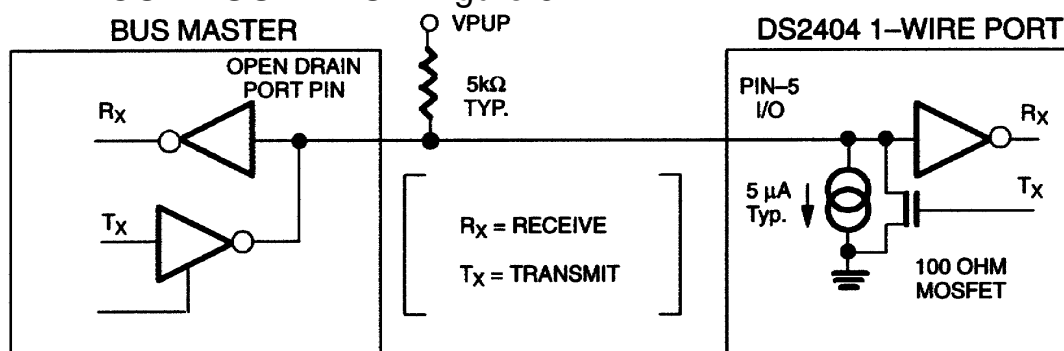 BUS MASTER
VPUP
DS2404 1–WIRE PORT
OPEN DRAIN
PORT PIN
RX
5kΩ
TYP.
PIN–5
I/O
RX
TX
5 µA
Typ.
TX
RX = RECEIVE
TX = TRANSMIT
100 OHM
MOSFET